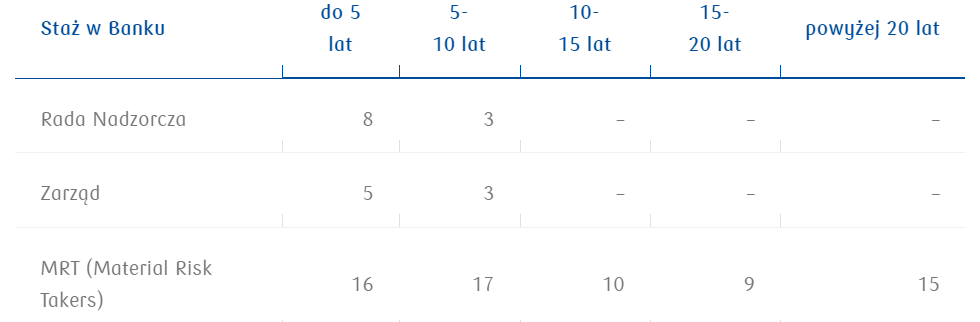 Staż w Banku do 5 lat 5-10 lat 10-15 lat 15-20 lat powyżej 20 lat
Rada Nadzorcza 8 3 – – –
Zarząd 5 3 – – –
MRT (Material Risk
Takers) 16 17 10 9 15